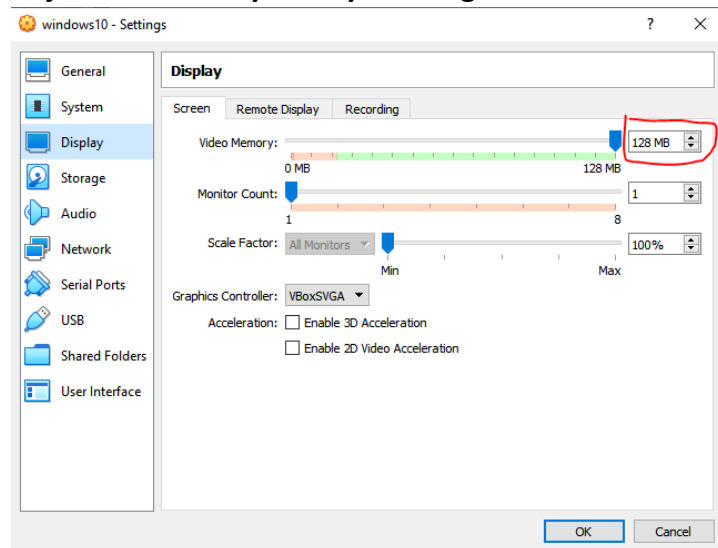 windows10 - Settings
?
General
System
Display
Storage
Audio
Network
Serial Ports
USB
Shared Folders
User Interface
Display
Screen
Remote Display
Recording
Video Memory:
128 MB
0 MB
128 MB
Monitor Count:
1
1
8
Scale Factor:
All Monitors
100%
Min
Max
Graphics Controller:
VBoxSVGA
Acceleration:
Enable 3D Acceleration
Enable 2D Video Acceleration
OK
Cancel